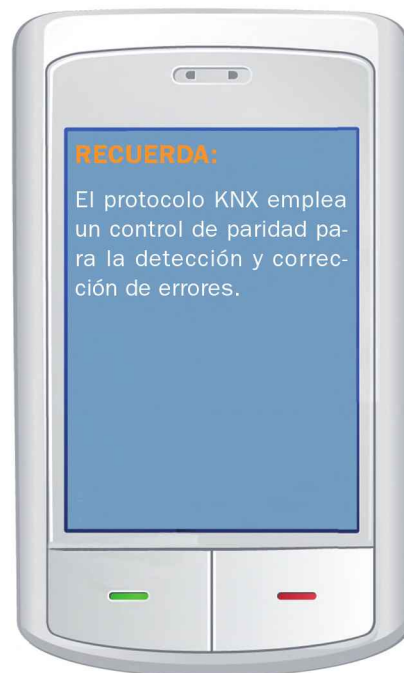 RECUERDA:
El protocolo KNX emplea
un control de paridad pa-
ra la detección y correc-
ción de errores.